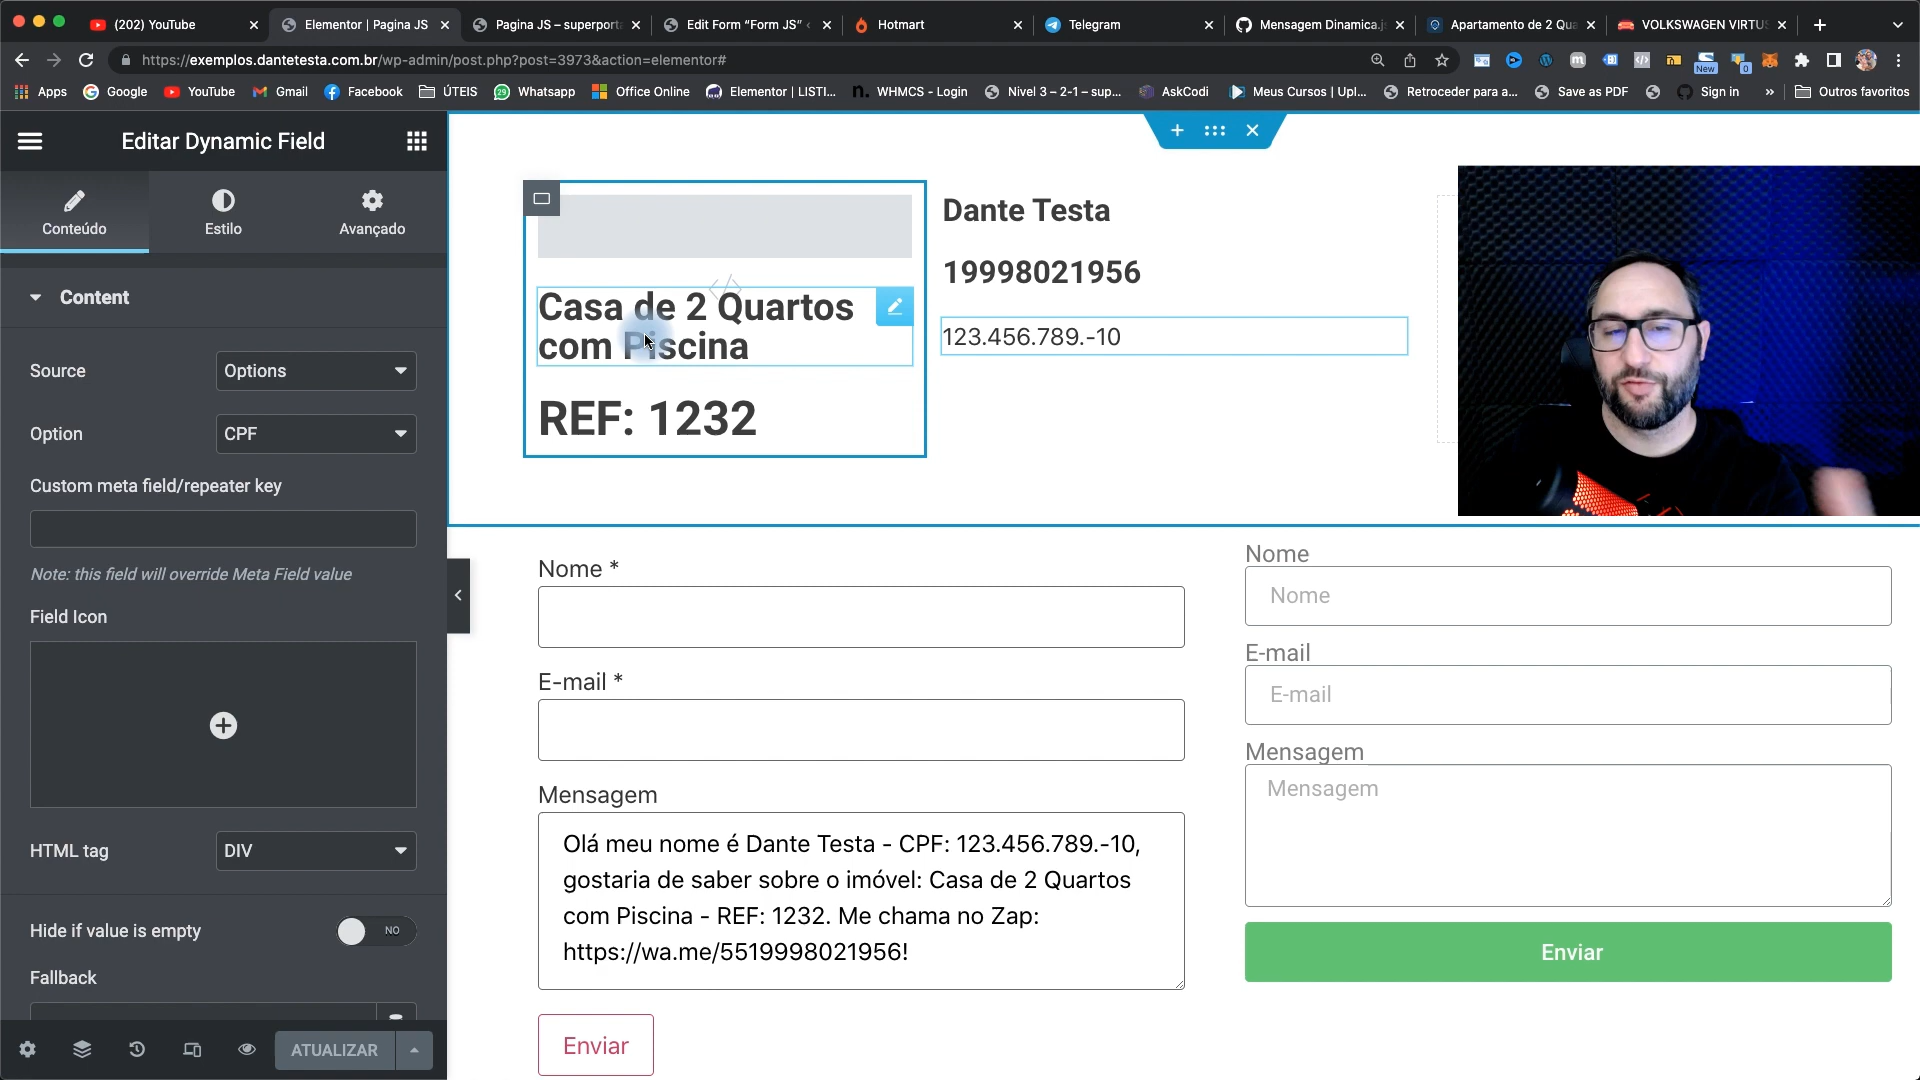 (202) YouTube
Elementor | Pagina JS
Pagina JS – superport
Edit Form “Form JS” ‹
Hotmart
Telegram
Mensagem Dinamica.js
Apartamento de 2 Qua
VOLKSWAGEN VIRTUS
https://exemplos.dantetesta.com.br/wp-admin/post.php?post=3973&action=elementor#
Apps
Google
YouTube
Gmail
Facebook
ÚTEIS
Whatsapp
Office Online
Elementor | LISTI...
WHMCS - Login
Nivel 3 – 2-1 – sup...
AskCodi
Meus Cursos | Upl...
Retroceder para a...
Save as PDF
Sign in
Outros favoritos
New
0
Editar Dynamic Field
Conteúdo
Estilo
Avançado
Content
Source
Options
Option
CPF
Custom meta field/repeater key
Note: this field will override Meta Field value
Field Icon
HTML tag
DIV
Hide if value is empty
NO
Fallback
ATUALIZAR
Casa de 2 Quartos
com Piscina
REF: 1232
Dante Testa
19998021956
123.456.789.-10
Nome *
E-mail *
Mensagem
Olá meu nome é Dante Testa - CPF: 123.456.789.-10,
gostaria de saber sobre o imóvel: Casa de 2 Quartos
com Piscina - REF: 1232. Me chama no Zap:
https://wa.me/5519998021956!
Enviar
Nome
Nome
E-mail
E-mail
Mensagem
Mensagem
Enviar